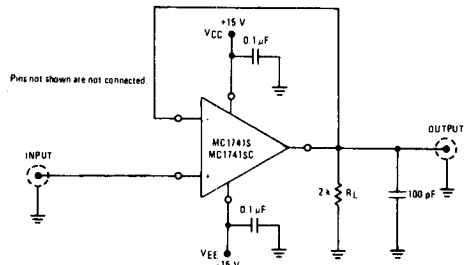 +15 V
VCC
0.1 µF
Pins not shown are not connected.
-
MC1741S
MC1741SC
+
INPUT
OUTPUT
2 k
RL
100 pF
0.1 µF
VEE
-15 V